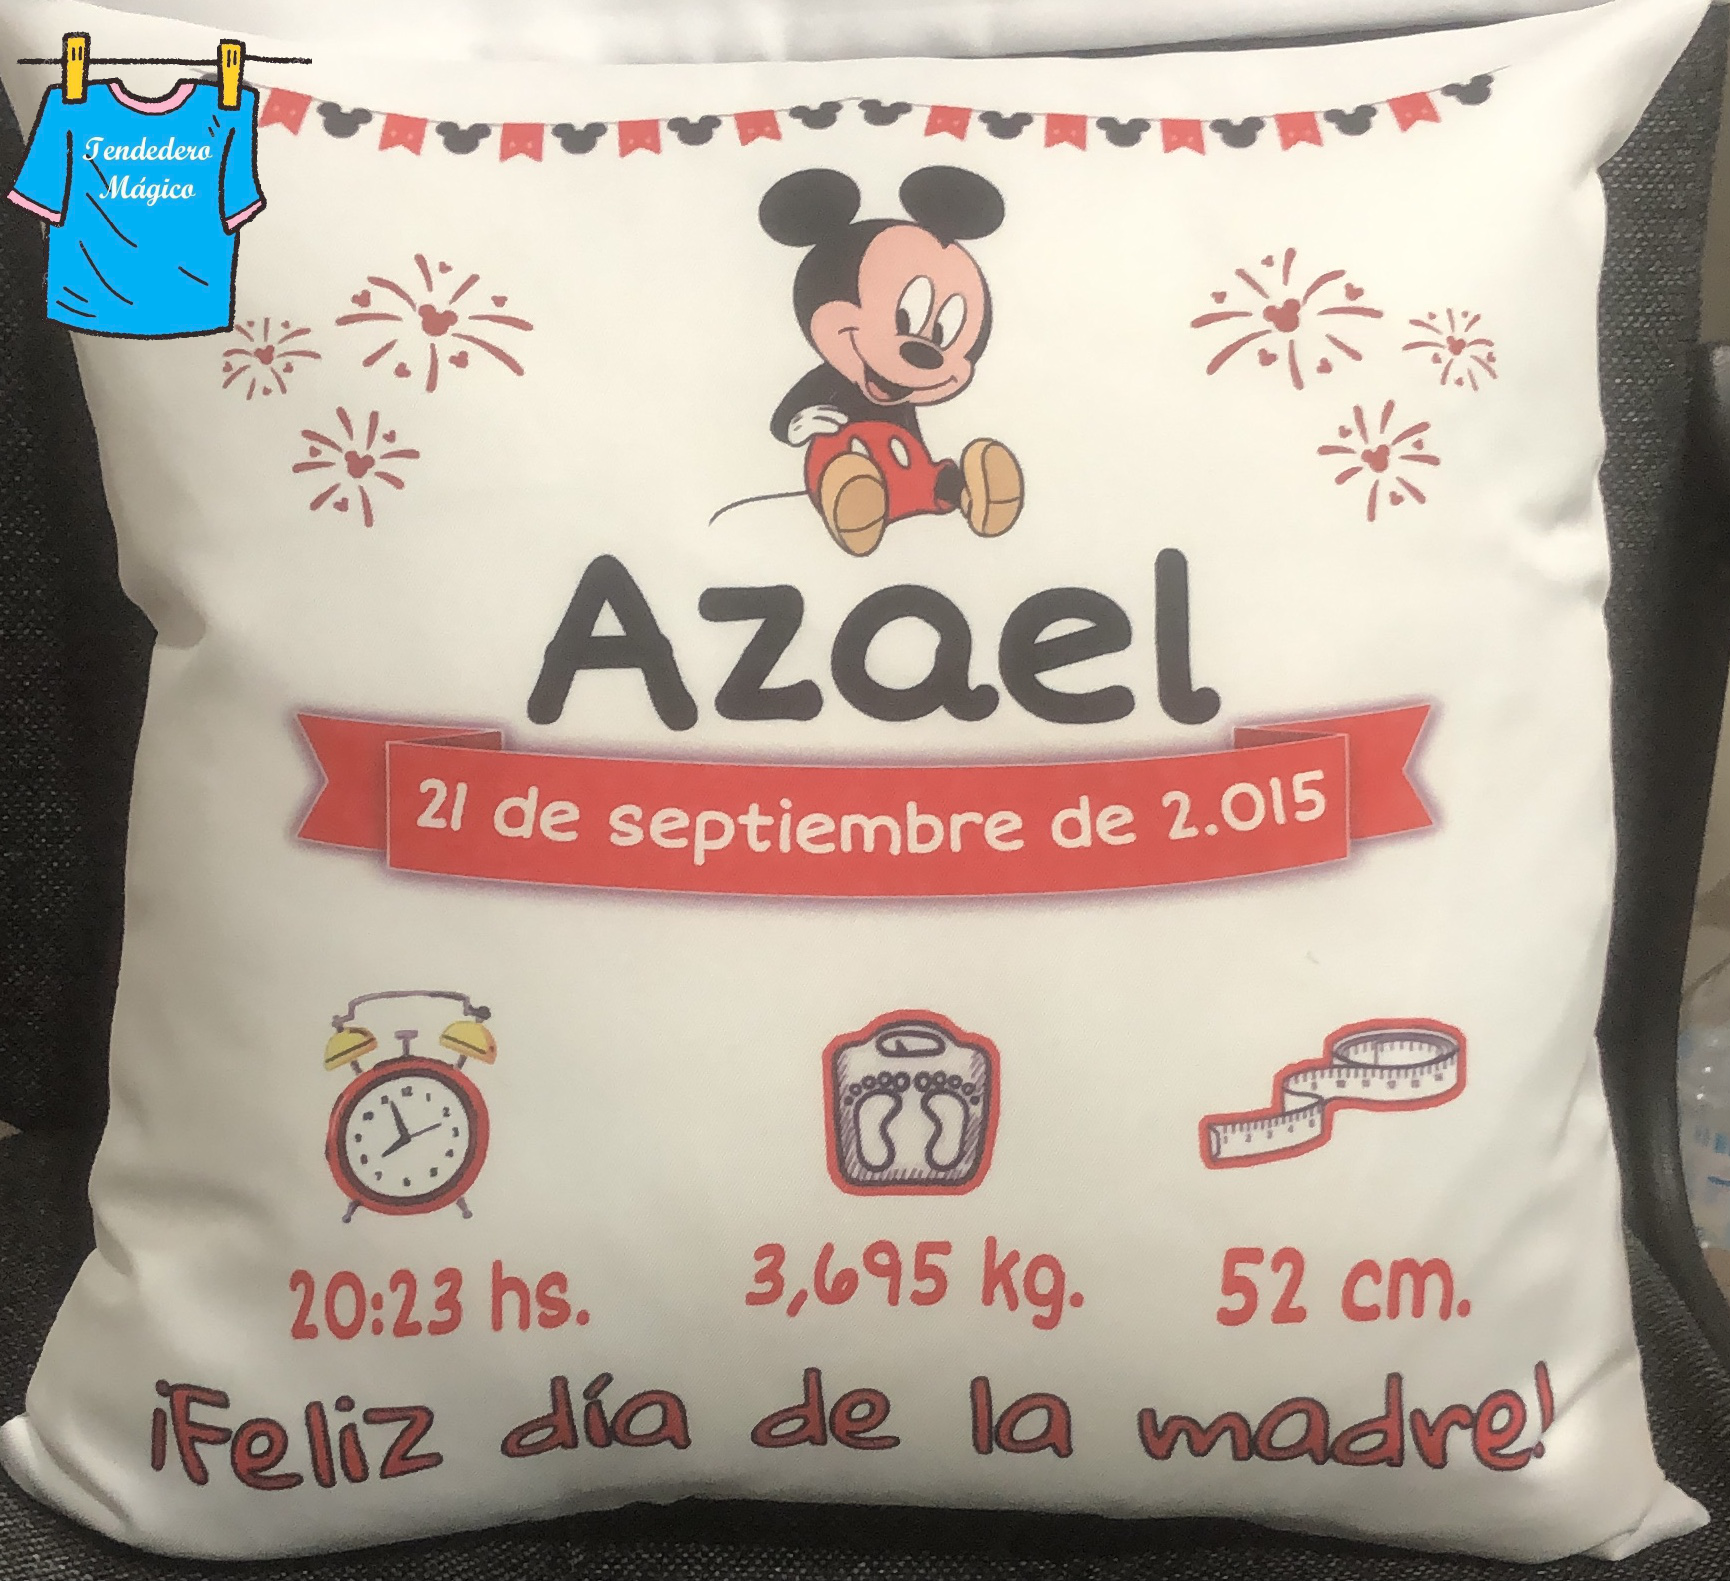 Tendedero
Mágico
Azael
21 de septiembre de 2.015
20:23 hs.
3,695 kg.
52 cm.
¡Feliz día de la madre!